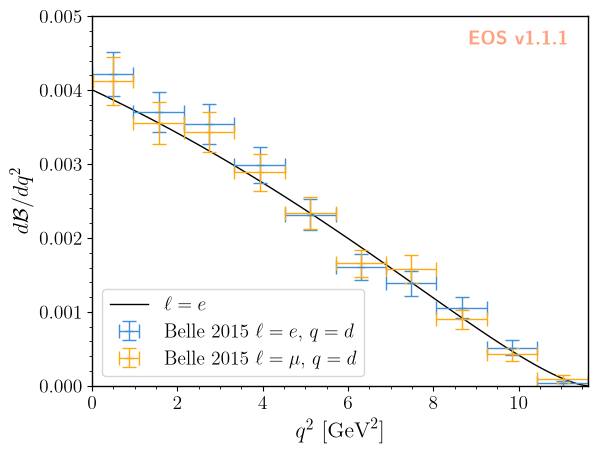 EOS v1.1.1
0.005
0.004
0.003
0.002
0.001
0.000
dℬ/dq²
ℓ = e
Belle 2015 ℓ = e, q = d
Belle 2015 ℓ = μ, q = d
0 2 4 6 8 10
q² [GeV²]